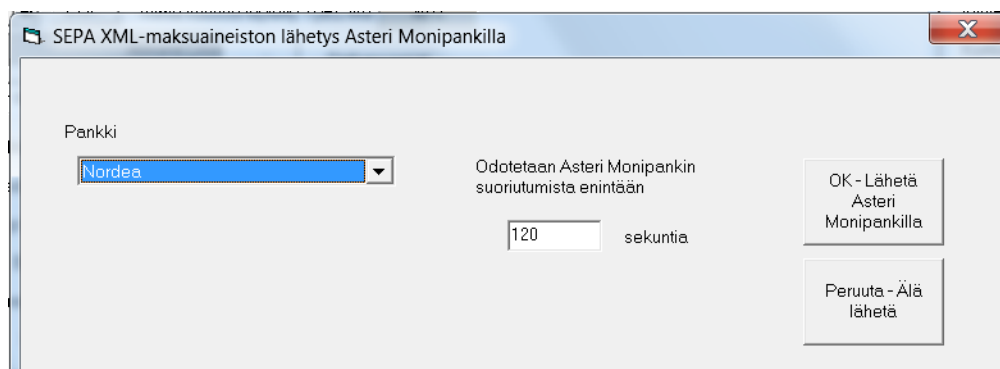 SEPA XML-maksuaineiston lähetys Asteri Monipankilla
Pankki
Nordea
Odotetaan Asteri Monipankin
suoriutumista enintään
120 sekuntia
OK - Lähetä
Asteri
Monipankilla
Peruuta - Älä
lähetä